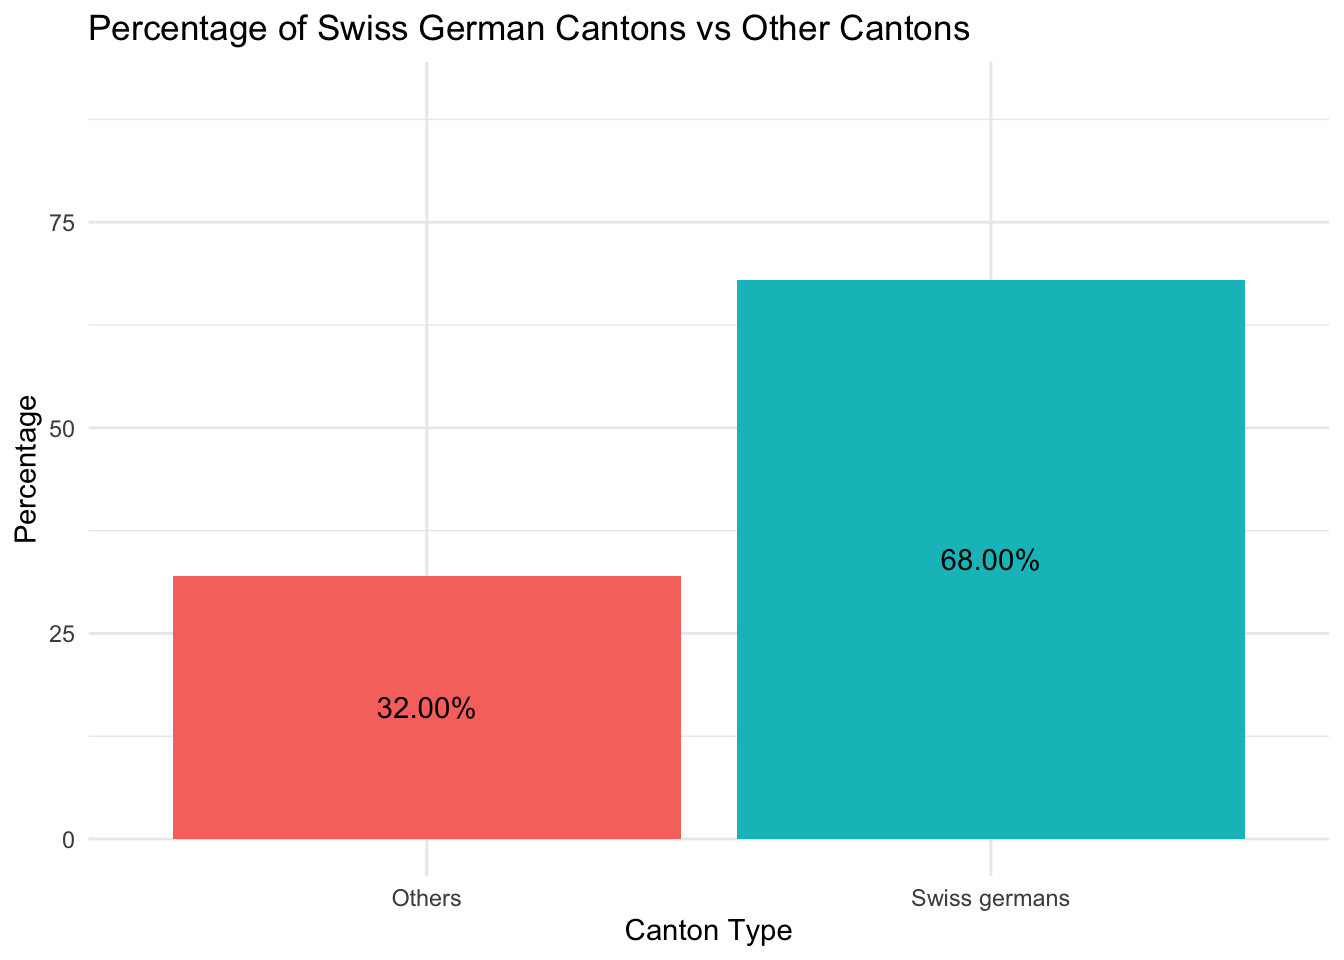 Percentage of Swiss German Cantons vs Other Cantons
Percentage
75
50
25
0
68.00%
32.00%
Others
Swiss germans
Canton Type